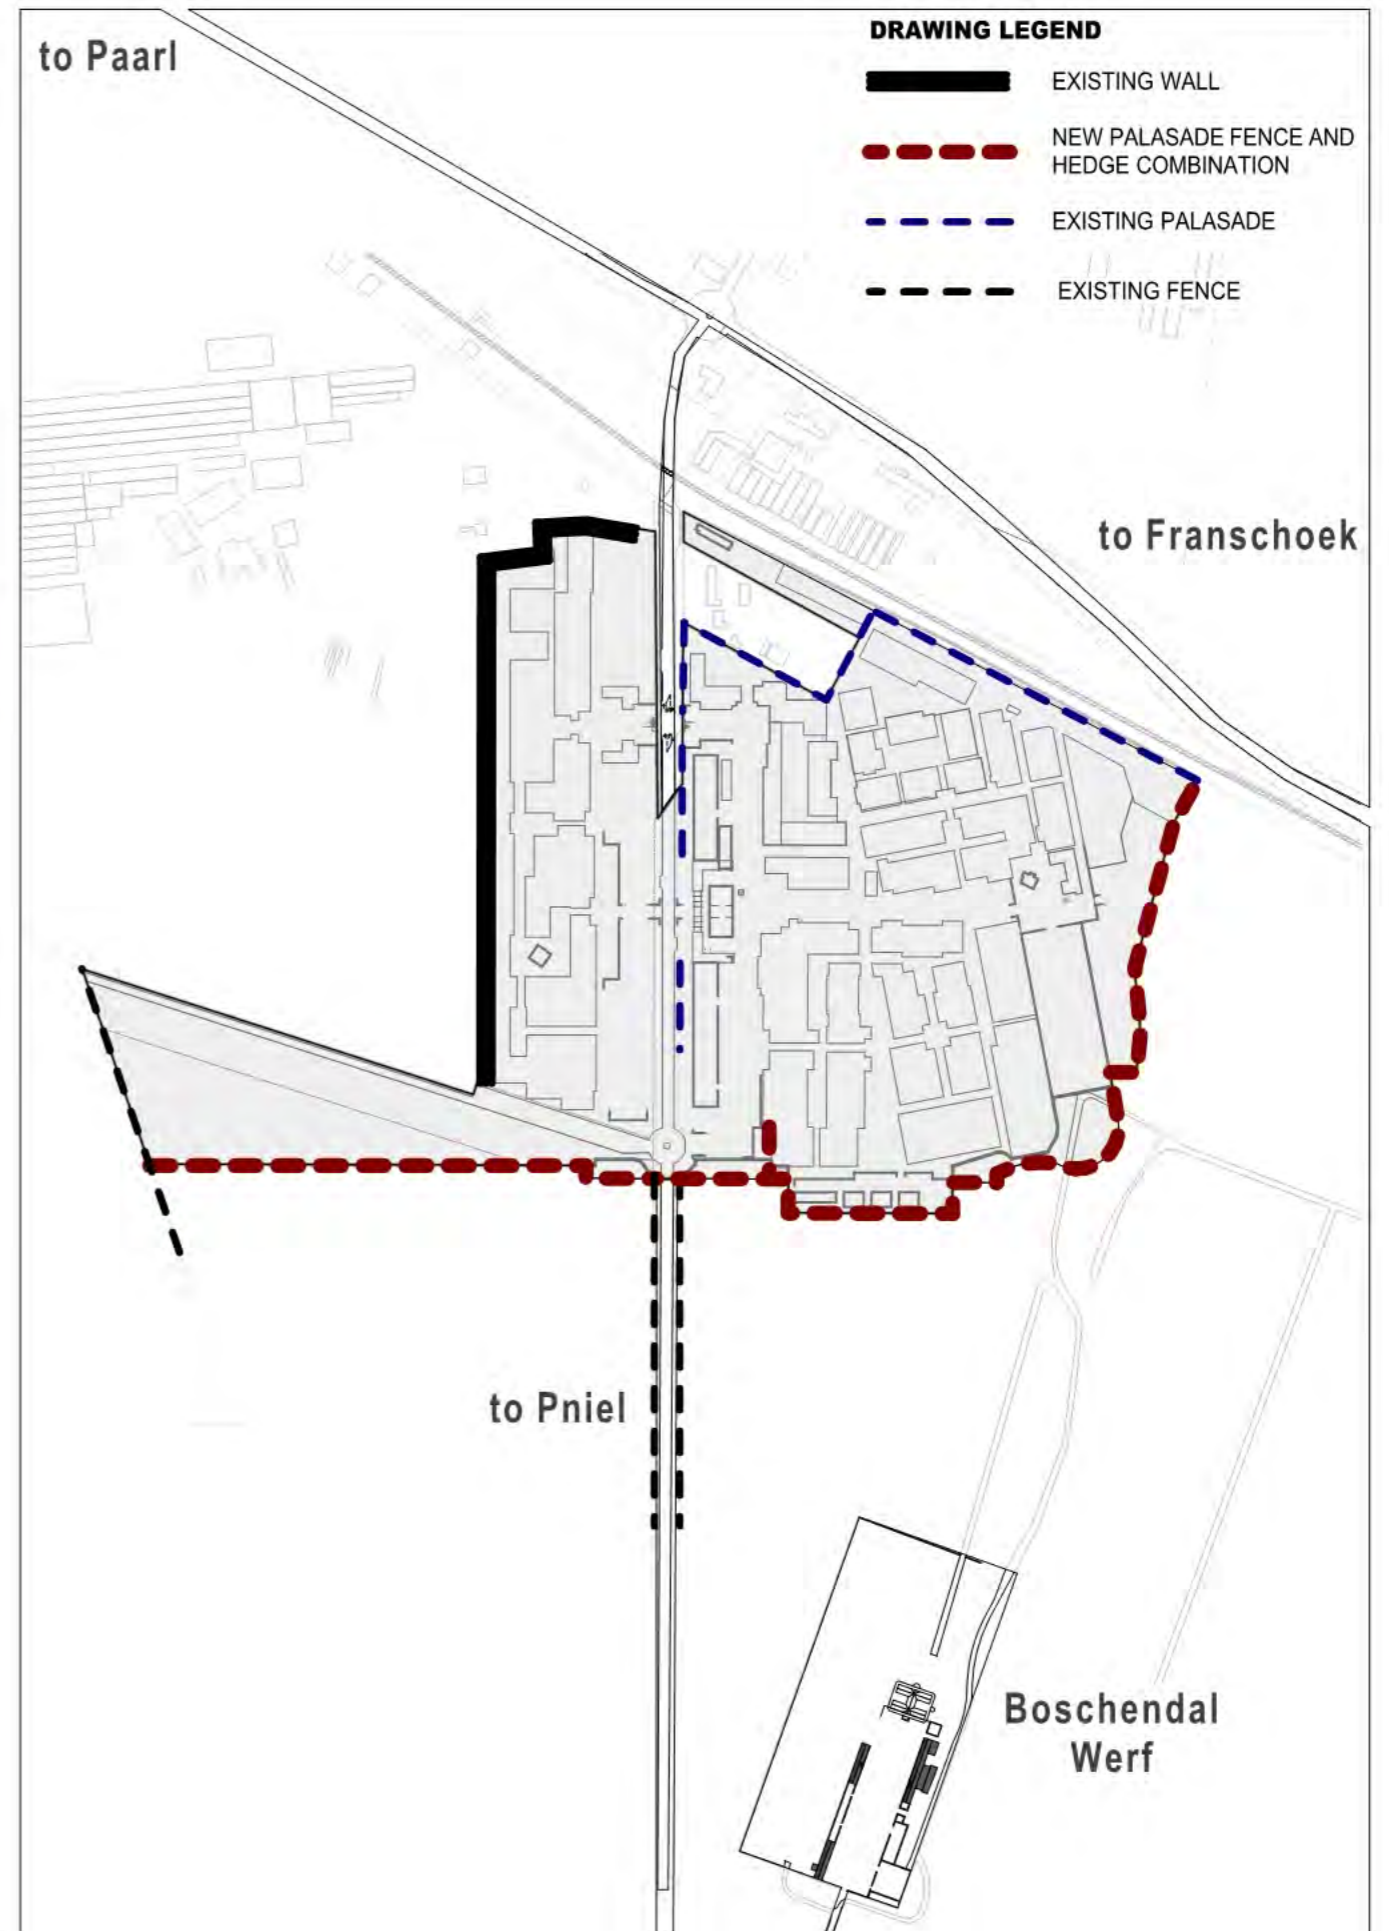 to Paarl
DRAWING LEGEND
EXISTING WALL
NEW PALASADE FENCE AND
HEDGE COMBINATION
EXISTING PALASADE
EXISTING FENCE
to Franschoek
to Pniel
Boschendal
Werf